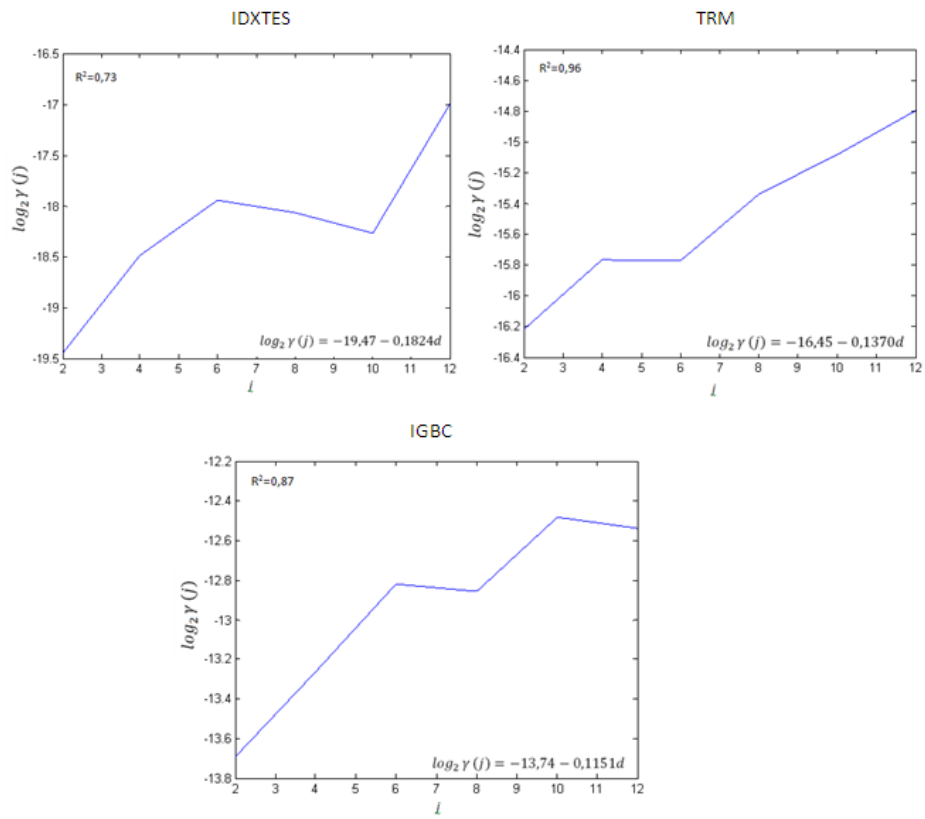 IDXTES
R²=0,73
-16.5
-17
-17.5
-18
-18.5
-19
-19.5
log₂ γ (j)
log₂ γ (j) = −19,47 − 0,1824d
2 3 4 5 6 7 8 9 10 11 12
j
TRM
R²=0,96
-14.4
-14.6
-14.8
-15
-15.2
-15.4
-15.6
-15.8
-16
-16.2
-16.4
log₂ γ (j)
log₂ γ (j) = −16,45 − 0,1370d
2 3 4 5 6 7 8 9 10 11 12
j
IGBC
R²=0,87
-12.2
-12.4
-12.6
-12.8
-13
-13.2
-13.4
-13.6
-13.8
log₂ γ (j)
log₂ γ (j) = −13,74 − 0,1151d
2 3 4 5 6 7 8 9 10 11 12
j